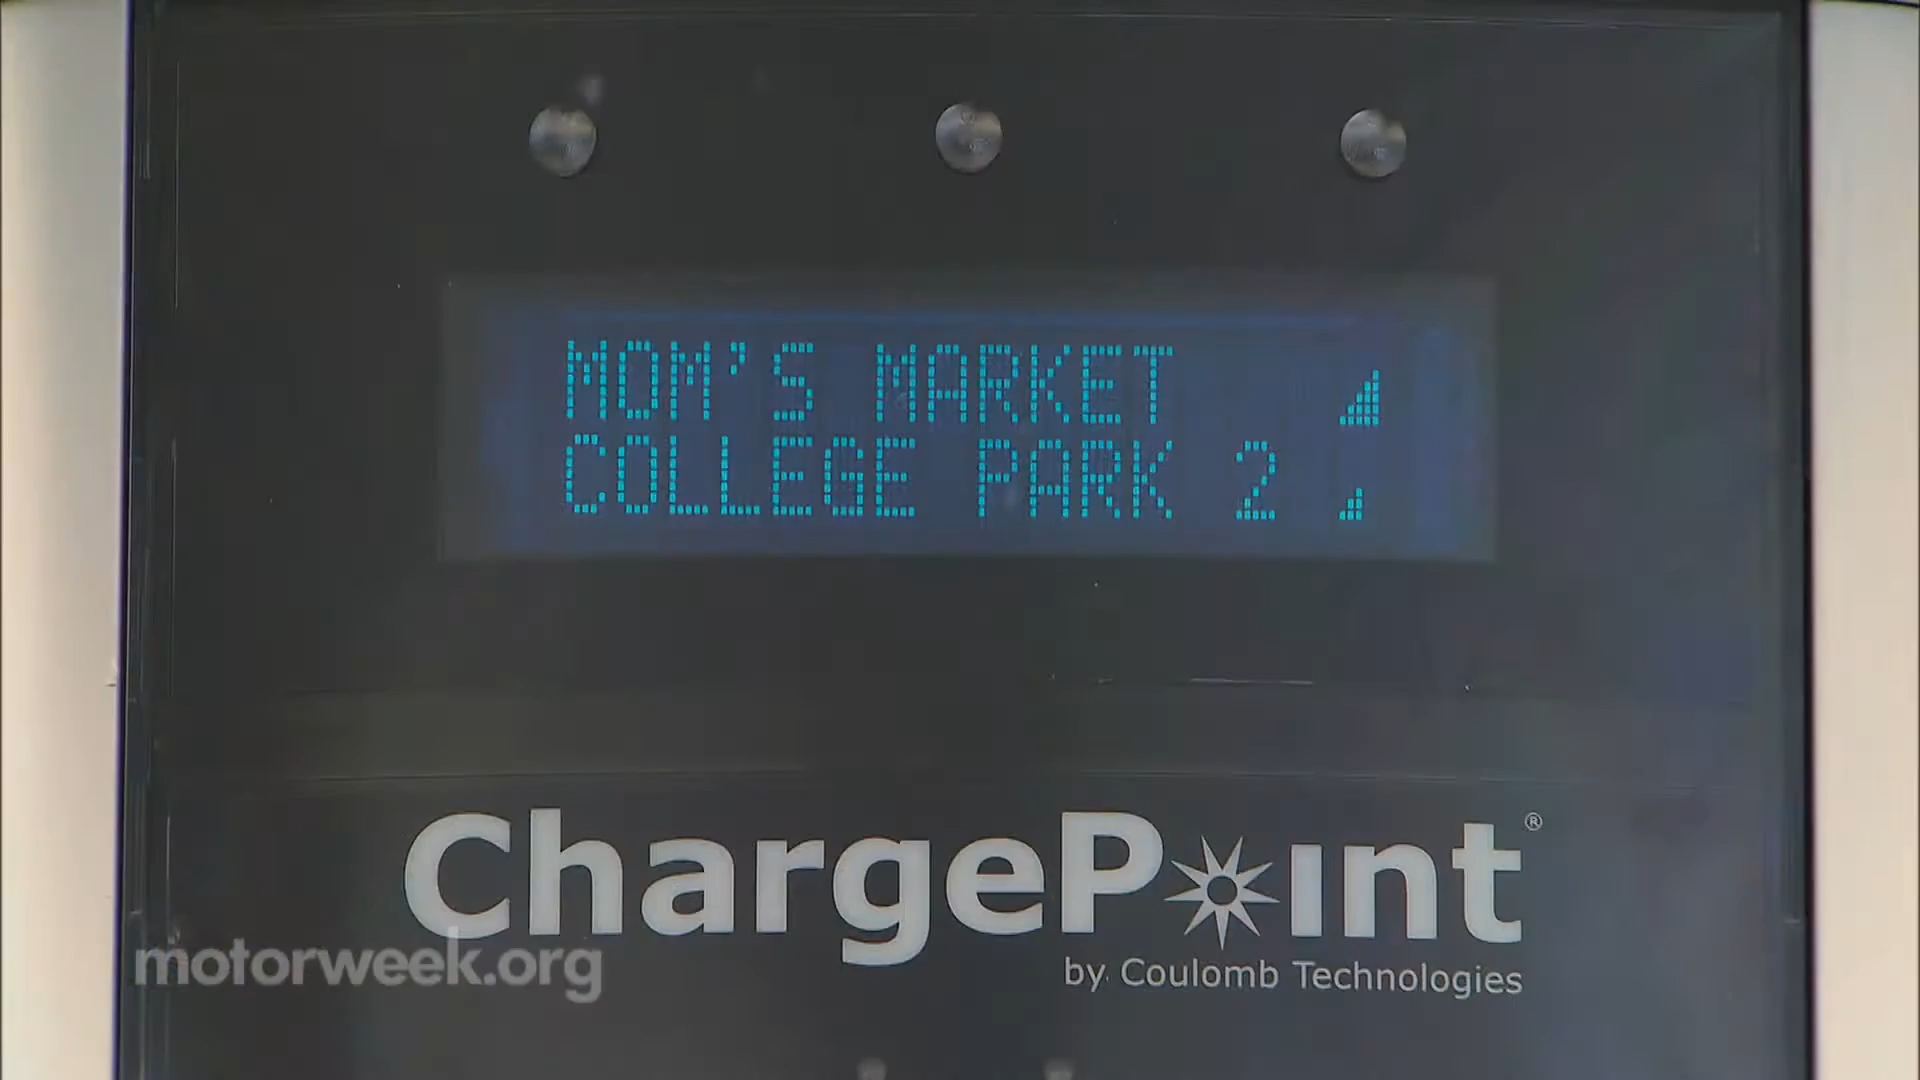 MOM'S MARKET
COLLEGE PARK 2
ChargePoint®
by Coulomb Technologies
motorweek.org